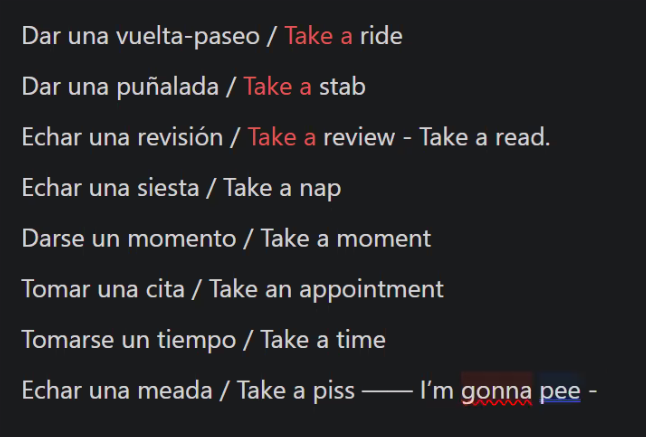 Dar una vuelta-paseo / Take a ride
Dar una puñalada / Take a stab
Echar una revisión / Take a review - Take a read.
Echar una siesta / Take a nap
Darse un momento / Take a moment
Tomar una cita / Take an appointment
Tomarse un tiempo / Take a time
Echar una meada / Take a piss —— I’m gonna pee -